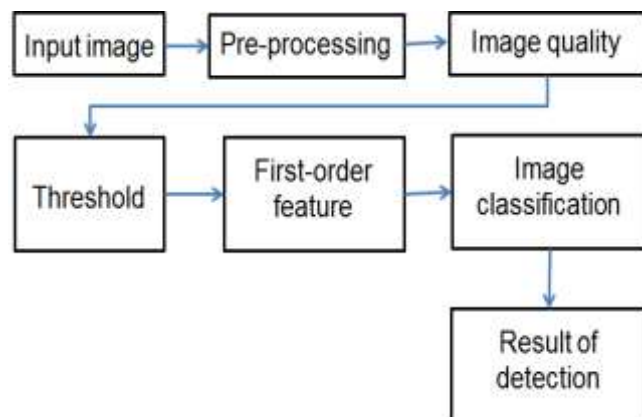 Input image
Pre-processing
Image quality
Threshold
First-order
feature
Image
classification
Result of
detection